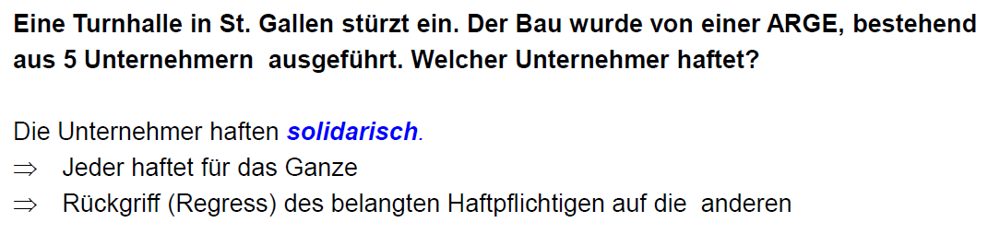 Eine Turnhalle in St. Gallen stürzt ein. Der Bau wurde von einer ARGE, bestehend
aus 5 Unternehmern  ausgeführt. Welcher Unternehmer haftet?
Die Unternehmer haften solidarisch.
⇒ Jeder haftet für das Ganze
⇒ Rückgriff (Regress) des belangten Haftpflichtigen auf die  anderen